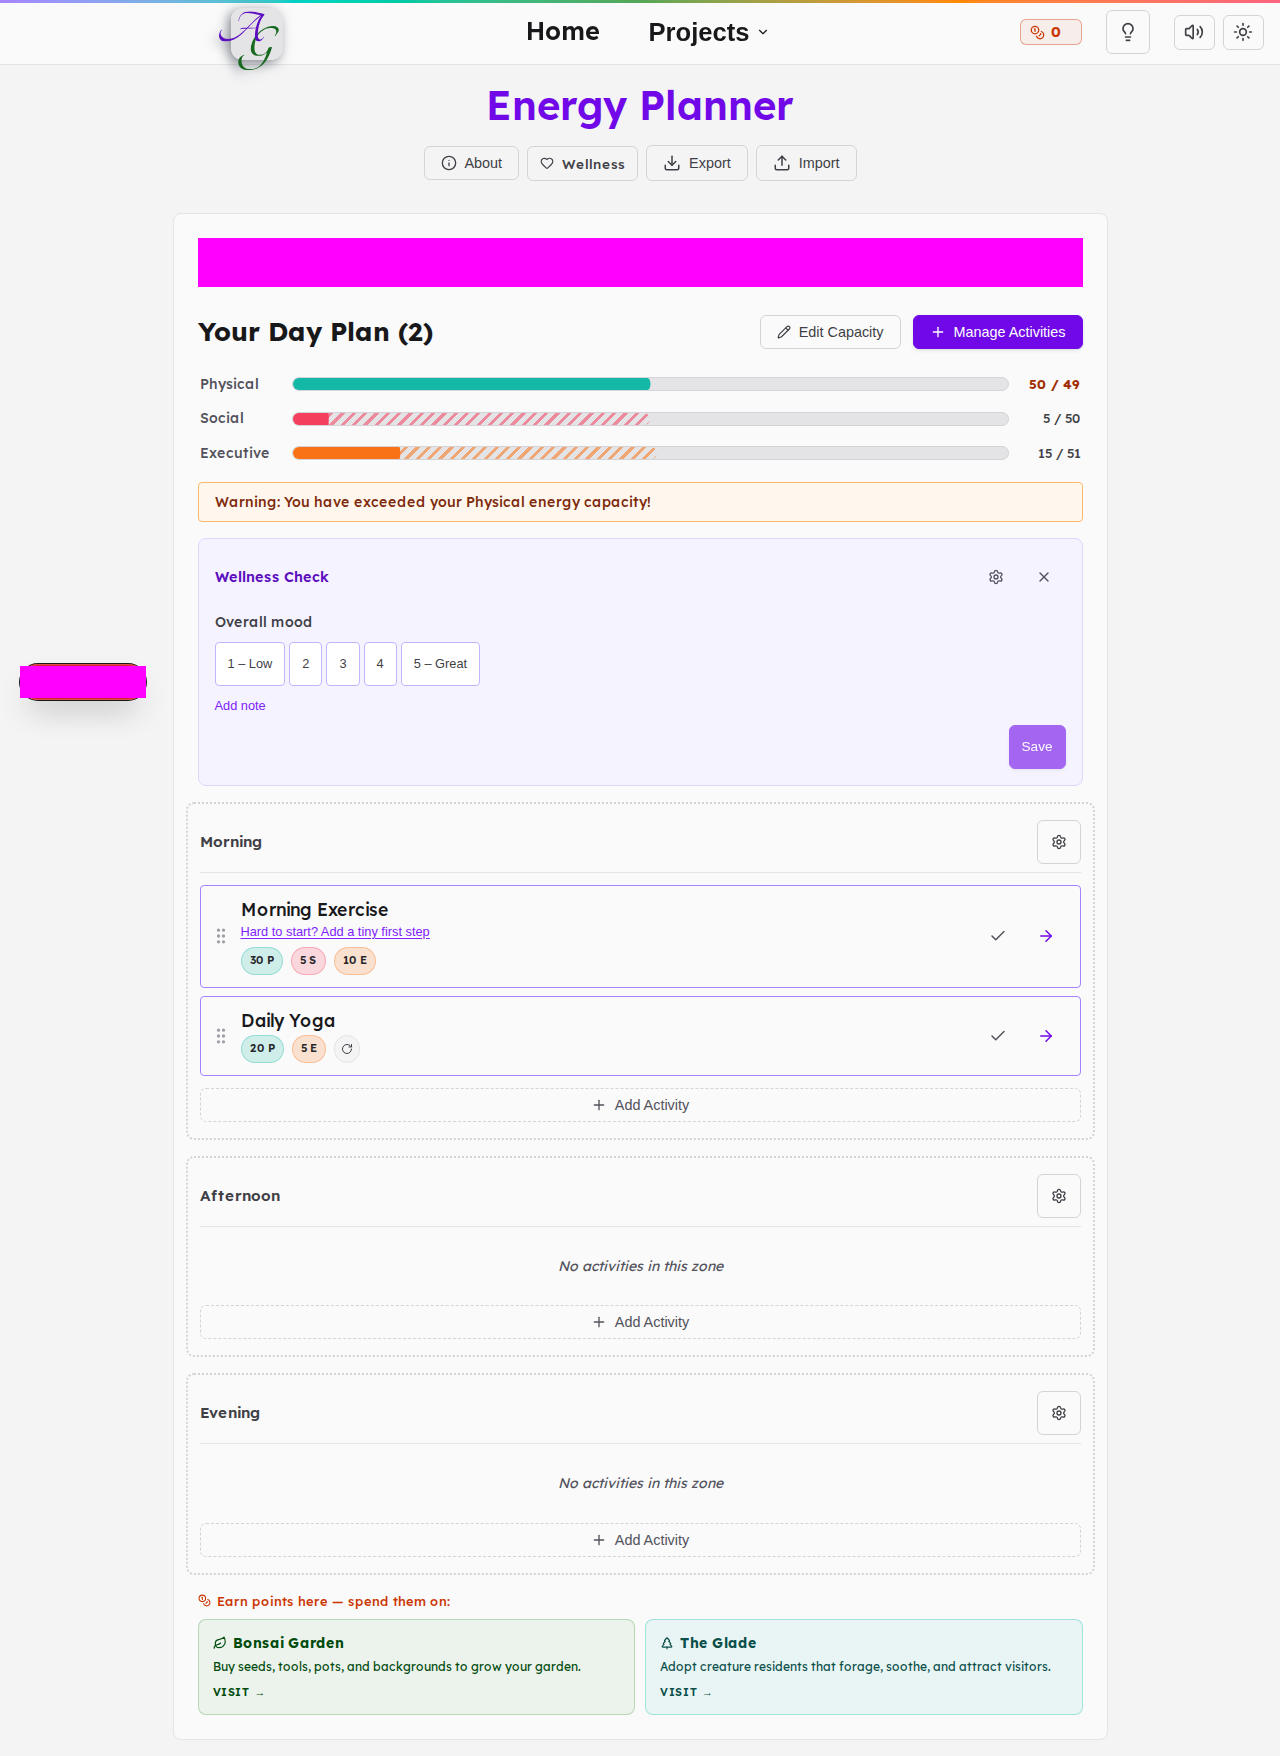 AG
Home
Projects
0
Energy Planner
About
Wellness
Export
Import
Your Day Plan (2)
Edit Capacity
Manage Activities
Physical
50 / 49
Social
5 / 50
Executive
15 / 51
Warning: You have exceeded your Physical energy capacity!
Wellness Check
Overall mood
1 – Low
2
3
4
5 – Great
Add note
Save
Morning
Morning Exercise
Hard to start? Add a tiny first step
30 P
5 S
10 E
Daily Yoga
20 P
5 E
Add Activity
Afternoon
No activities in this zone
Add Activity
Evening
No activities in this zone
Add Activity
Earn points here — spend them on:
Bonsai Garden
Buy seeds, tools, pots, and backgrounds to grow your garden.
VISIT →
The Glade
Adopt creature residents that forage, soothe, and attract visitors.
VISIT →